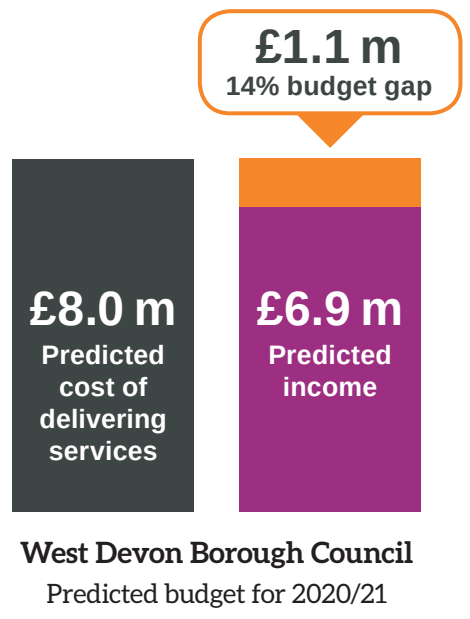 £1.1 m
14% budget gap
£8.0 m
Predicted
cost of
delivering
services
£6.9 m
Predicted
income
West Devon Borough Council
Predicted budget for 2020/21